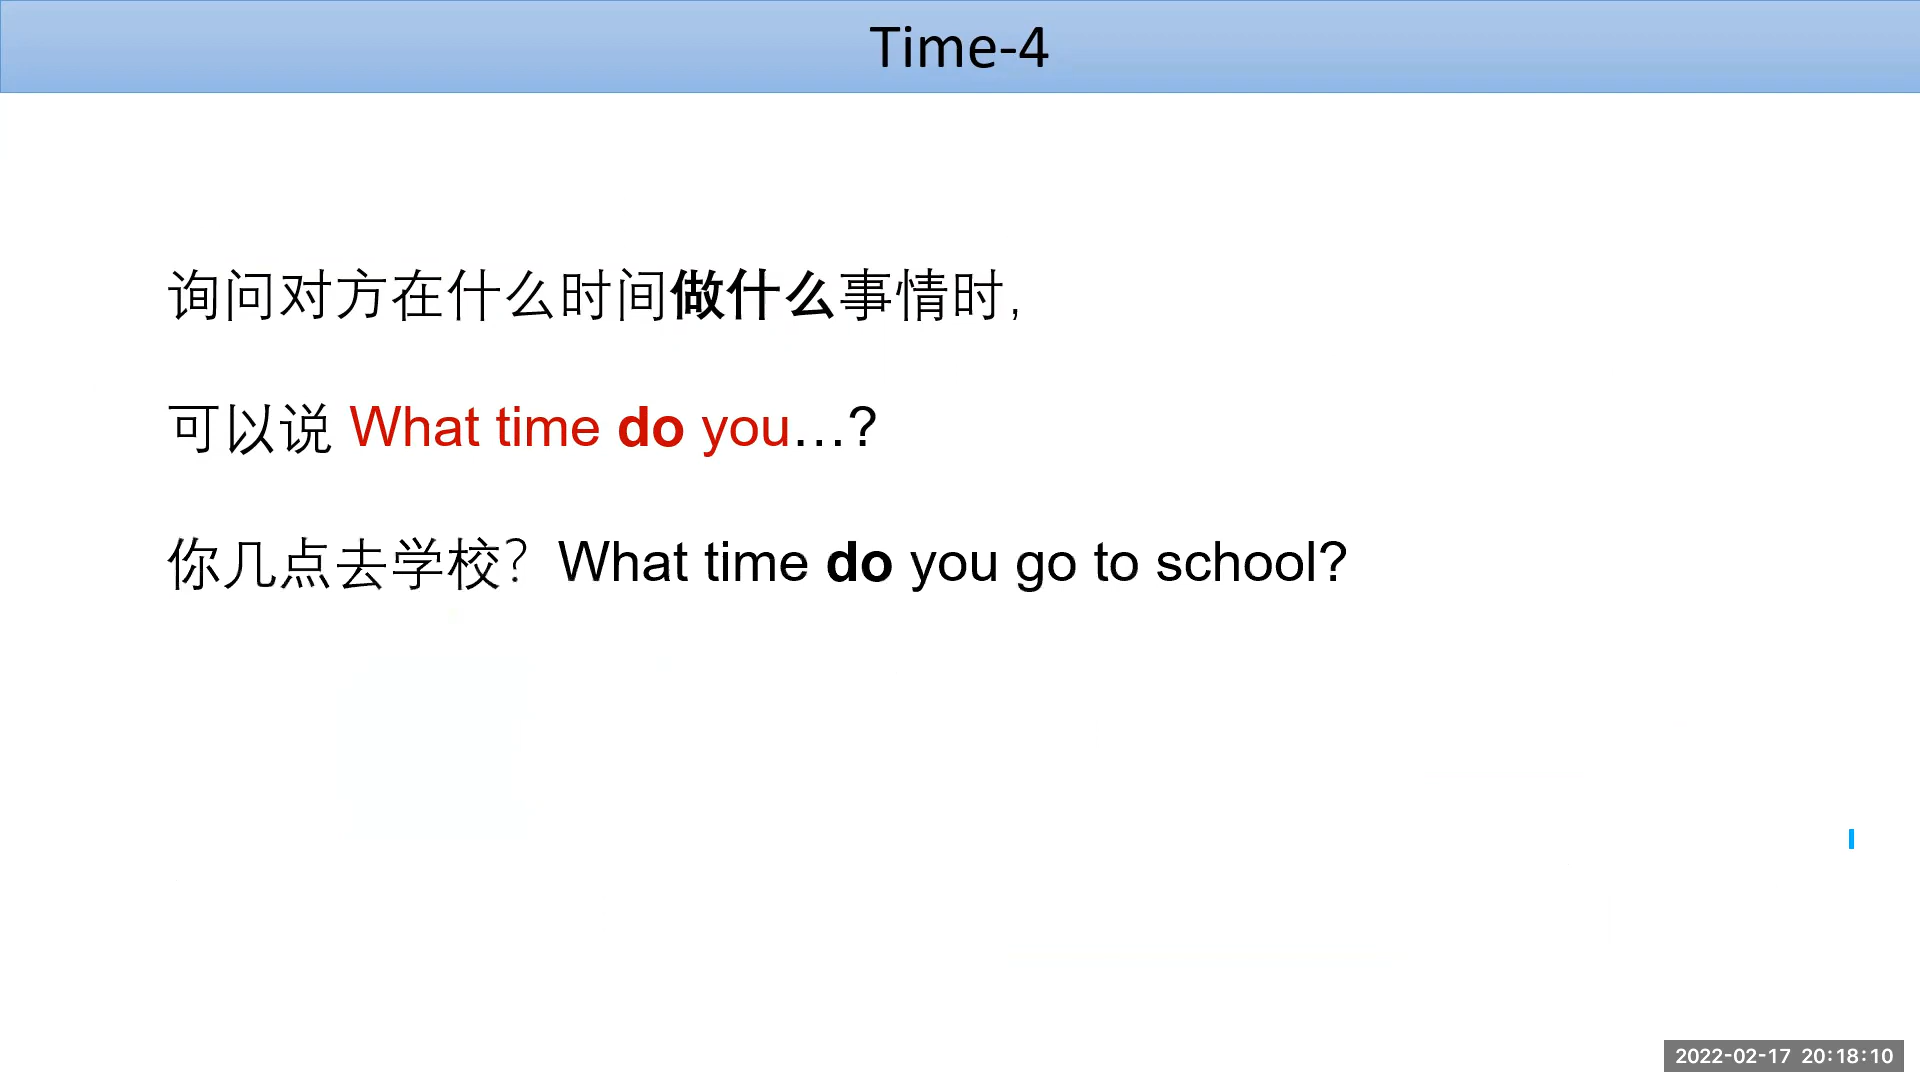 Time-4
询问对方在什么时间做什么事情时,
可以说 What time do you…?
你几点去学校? What time do you go to school?
2022-02-17 20:18:10